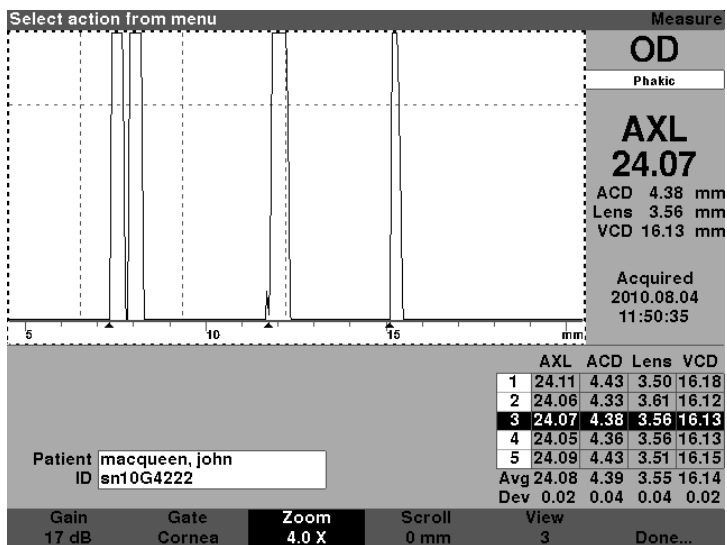 Select action from menu Measure
OD
Phakic
AXL
24.07
ACD 4.38 mm
Lens 3.56 mm
VCD 16.13 mm
Acquired
2010.08.04
11:50:35
5 10 15 mm
AXL ACD Lens VCD
1 24.11 4.43 3.50 16.18
2 24.06 4.33 3.61 16.12
3 24.07 4.38 3.56 16.13
4 24.05 4.36 3.56 16.13
5 24.09 4.43 3.51 16.15
Avg 24.08 4.39 3.55 16.14
Dev 0.02 0.04 0.04 0.02
Patient macqueen, john
ID sn10G4222
Gain Gate Zoom Scroll View
17 dB Cornea 4.0 X 0 mm 3 Done...